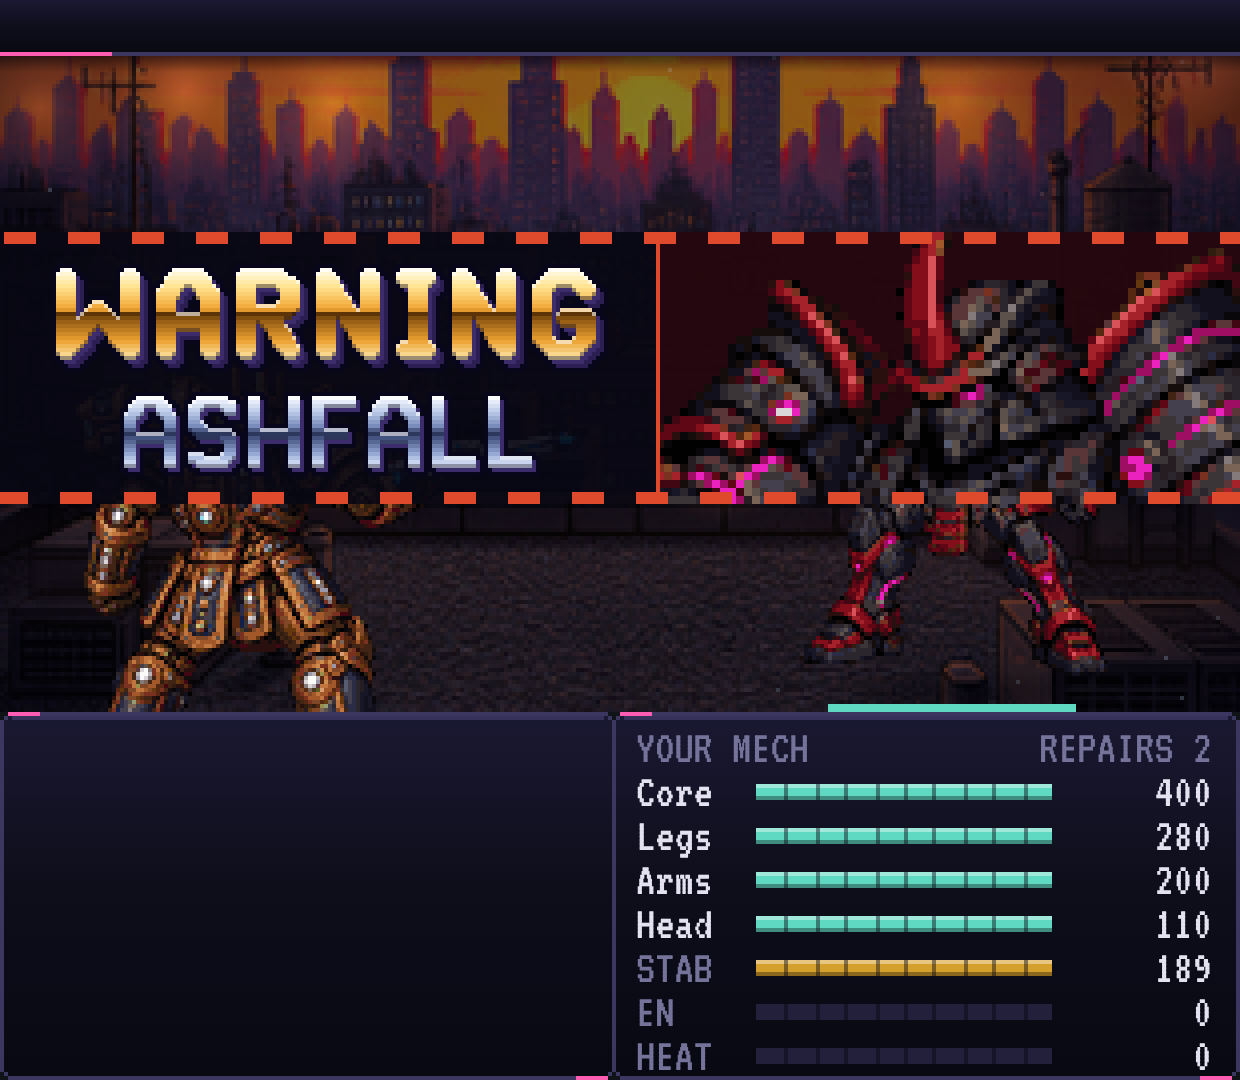 WARNING
ASHFALL
YOUR MECH REPAIRS 2
Core 400
Legs 280
Arms 200
Head 110
STAB 189
EN 0
HEAT 0